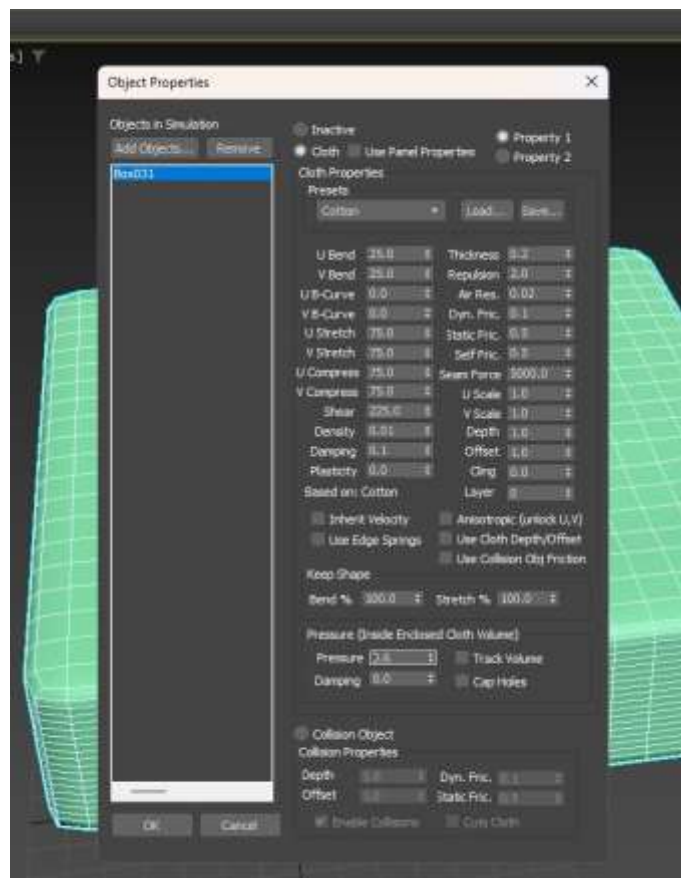 Object Properties
Objects in Simulation
Add Objects... Remove
Box031
Inactive
Cloth Use Panel Properties
Property 1
Property 2
Cloth Properties
Presets
Cotton Load... Save...
U Bend 25.0 Thickness 0.2
V Bend 25.0 Repulsion 2.0
U B-Curve 0.0 Air Res. 0.02
V B-Curve 0.0 Dyn. Fric. 0.1
U Stretch 75.0 Static Fric. 0.5
V Stretch 75.0 Self Fric. 0.5
U Compress 75.0 Seam Force 5000.0
V Compress 75.0 U Scale 1.0
Shear 225.0 V Scale 1.0
Density 0.01 Depth 1.0
Damping 0.1 Offset 1.0
Plasticity 0.0 Cling 0.0
Based on: Cotton Layer 0
Inherit Velocity Anisotropic (unlock U,V)
Use Edge Springs Use Cloth Depth/Offset
Use Collision Obj Friction
Keep Shape
Bend % 100.0 Stretch % 100.0
Pressure (Inside Enclosed Cloth Volume)
Pressure Track Volume
Damping 0.0 Cap Holes
Collision Object
Collision Properties
Depth Dyn. Fric.
Offset Static Fric.
Enable Collisions Cuts Cloth
OK Cancel